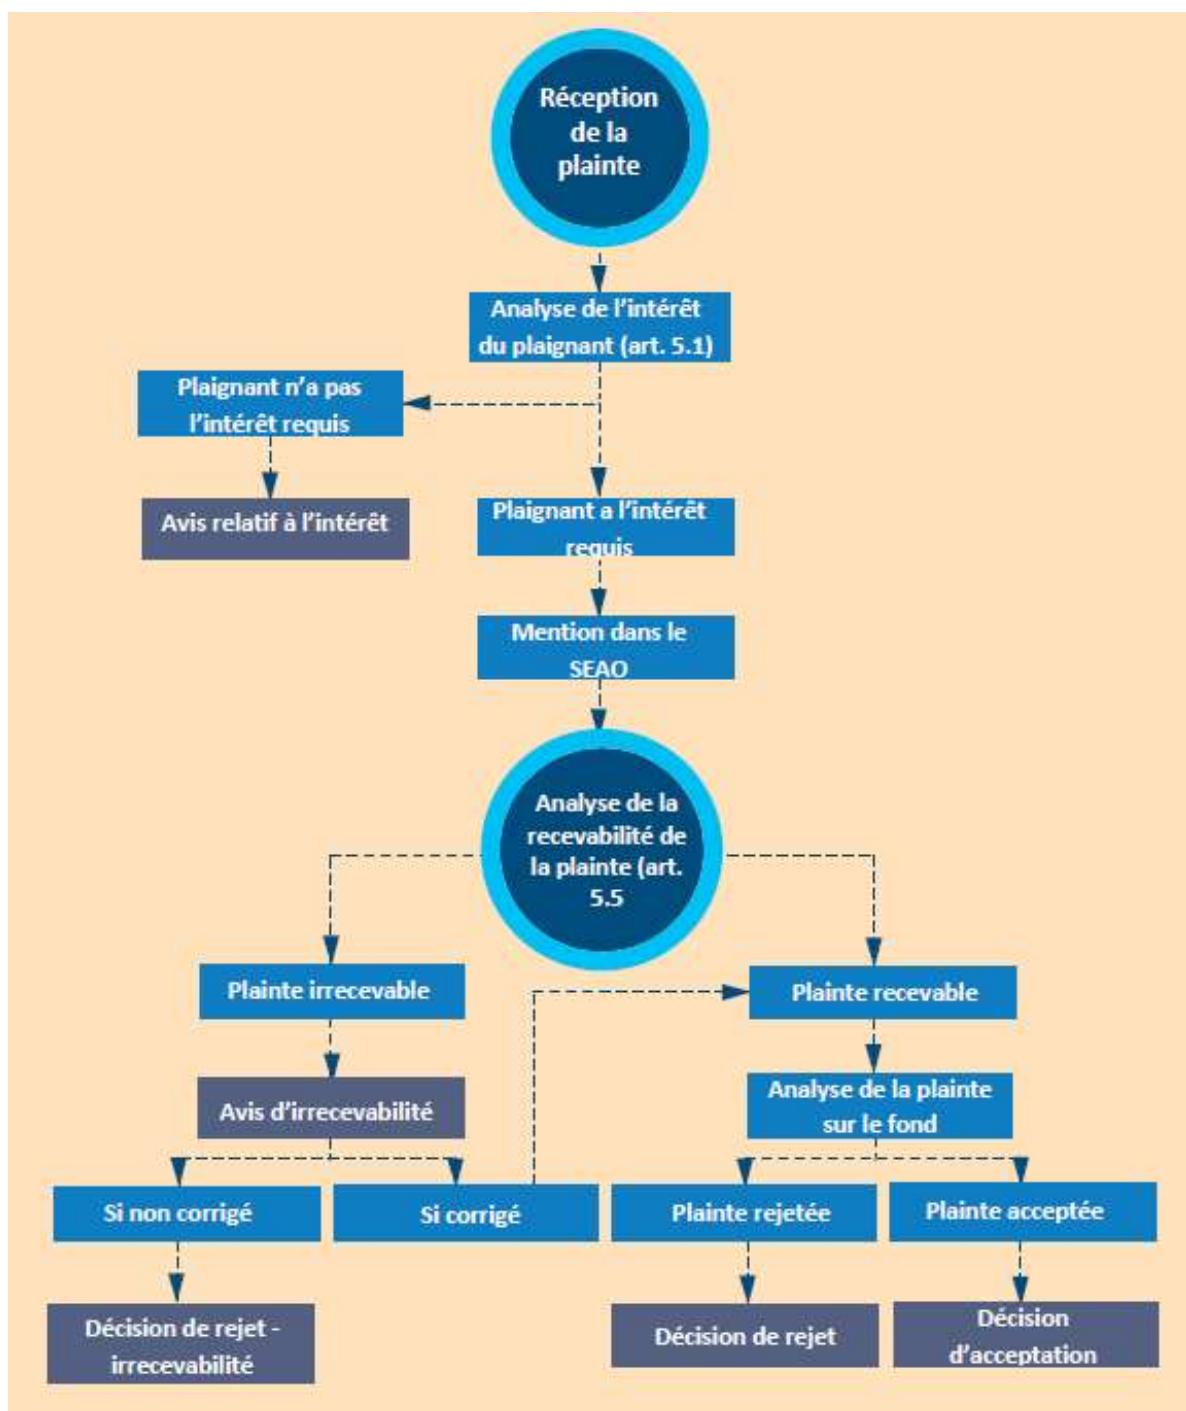 Réception
de la
plainte
Analyse de l'intérêt
du plaignant (art. 5.1)
Plaignant n'a pas
l'intérêt requis
Avis relatif à l'intérêt
Plaignant a l'intérêt
requis
Mention dans le
SEAO
Analyse de la
recevabilité de
la plainte (art.
5.5
Plainte irrecevable
Plainte recevable
Avis d'irrecevabilité
Analyse de la plainte
sur le fond
Si non corrigé
Si corrigé
Plainte rejetée
Plainte acceptée
Décision de rejet -
irrecevabilité
Décision de rejet
Décision
d'acceptation